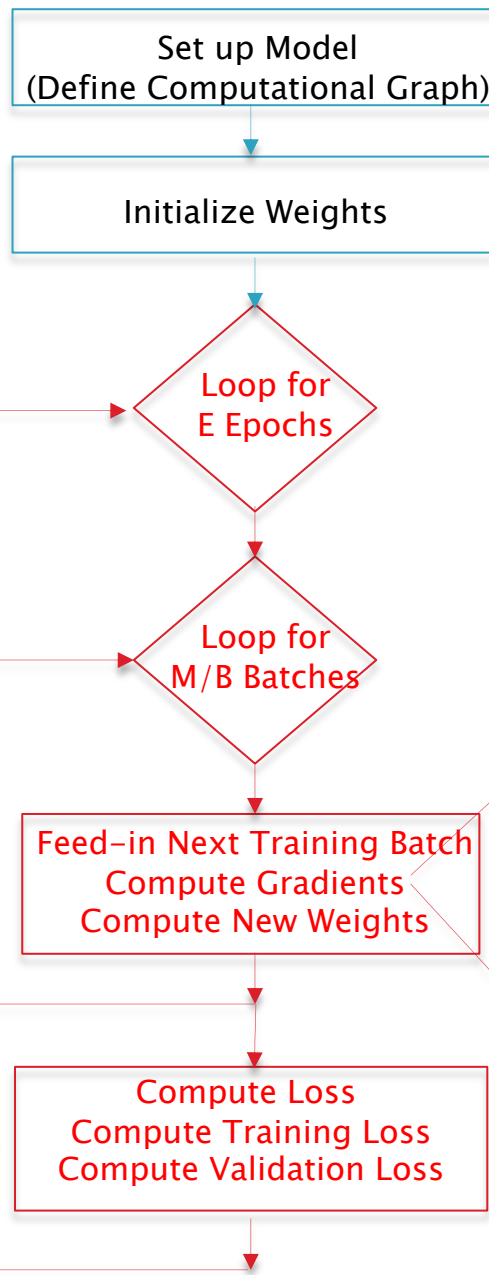 Set up Model
(Define Computational Graph)
Initialize Weights
Loop for
E Epochs
Loop for
M/B Batches
Feed-in Next Training Batch
Compute Gradients
Compute New Weights
Compute Loss
Compute Training Loss
Compute Validation Loss